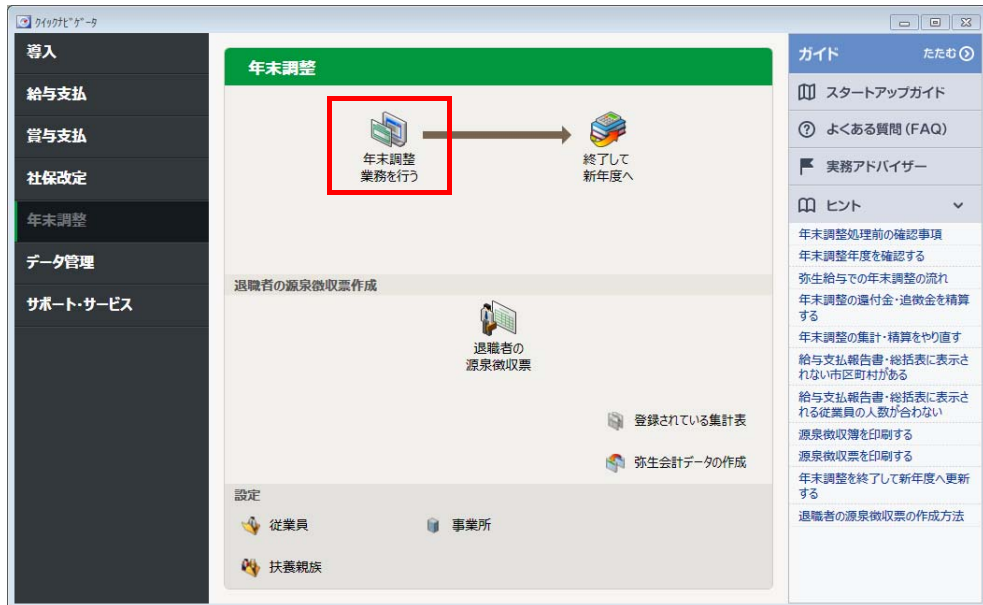 クイックナビゲータ
導入
給与支払
賞与支払
社保改定
年末調整
データ管理
サポート・サービス
年末調整
年末調整
業務を行う
終了して
新年度へ
退職者の源泉徴収票作成
退職者の
源泉徴収票
登録されている集計表
弥生会計データの作成
設定
従業員
事業所
扶養親族
ガイド
たたむ
スタートアップガイド
よくある質問(FAQ)
実務アドバイザー
ヒント
年末調整処理前の確認事項
年末調整年度を確認する
弥生給与での年末調整の流れ
年末調整の還付金・追徴金を精算
する
年末調整の集計・精算をやり直す
給与支払報告書・総括表に表示さ
れない市区町村がある
給与支払報告書・総括表に表示さ
れる従業員の人数が合わない
源泉徴収簿を印刷する
源泉徴収票を印刷する
年末調整を終了して新年度へ更新
する
退職者の源泉徴収票の作成方法